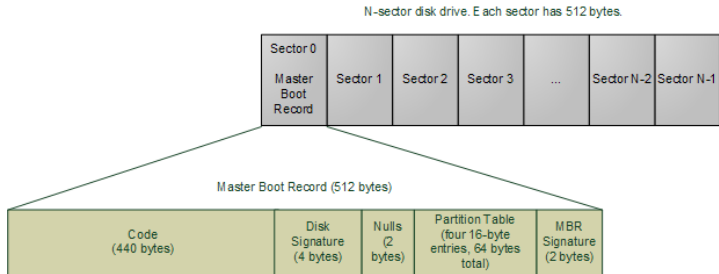 N-sector disk drive. Each sector has 512 bytes.
Sector 0
Master
Boot
Record
Sector 1
Sector 2
Sector 3
...
Sector N-2
Sector N-1
Master Boot Record (512 bytes)
Code
(440 bytes)
Disk
Signature
(4 bytes)
Nulls
(2
bytes)
Partition Table
(four 16-byte
entries, 64 bytes
total)
MBR
Signature
(2 bytes)